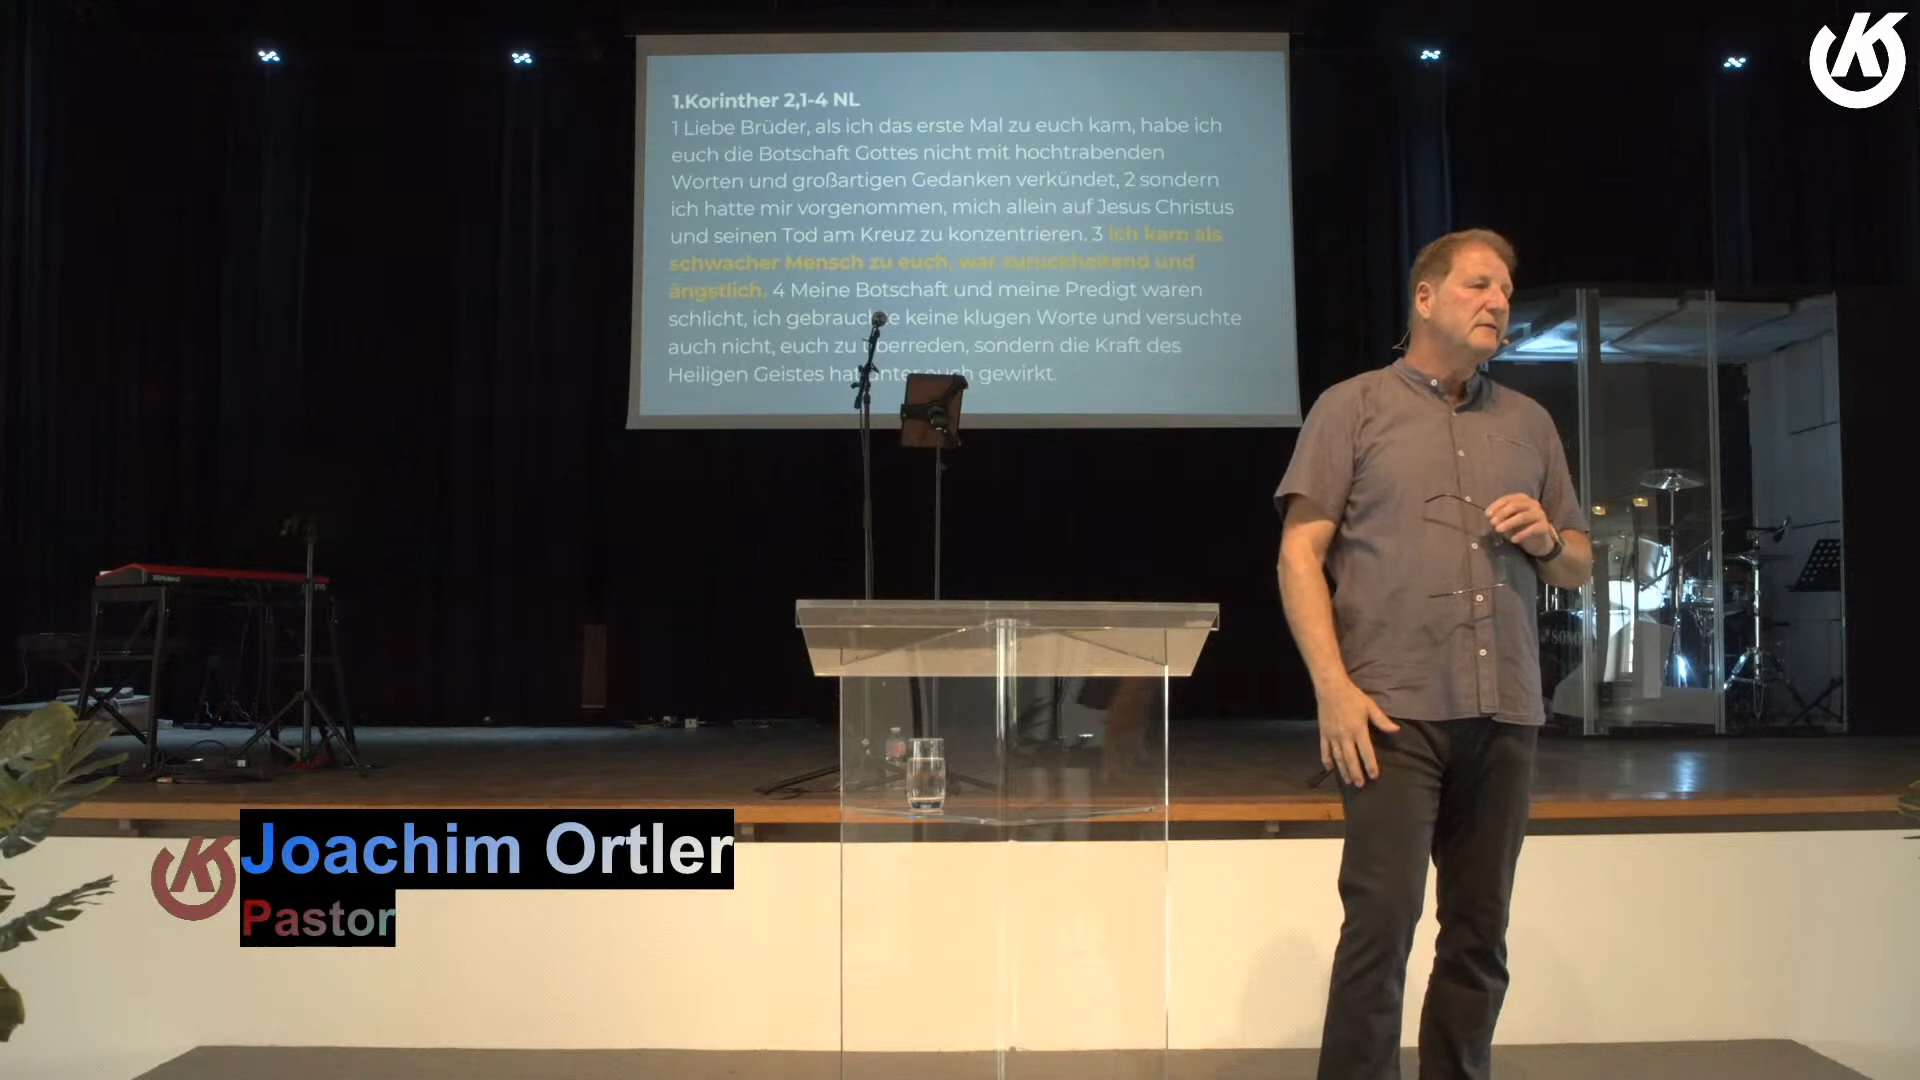 1.Korinther 2,1-4 NL
1 Liebe Brüder, als ich das erste Mal zu euch kam, habe ich
euch die Botschaft Gottes nicht mit hochtrabenden
Worten und großartigen Gedanken verkündet, 2 sondern
ich hatte mir vorgenommen, mich allein auf Jesus Christus
und seinen Tod am Kreuz zu konzentrieren. 3 Ich kam als
schwacher Mensch zu euch, war zurückhaltend und
ängstlich. 4 Meine Botschaft und meine Predigt waren
schlicht, ich gebrauchte keine klugen Worte und versuchte
auch nicht, euch zu überreden, sondern die Kraft des
Heiligen Geistes hat unter euch gewirkt.
Joachim Ortler
Pastor